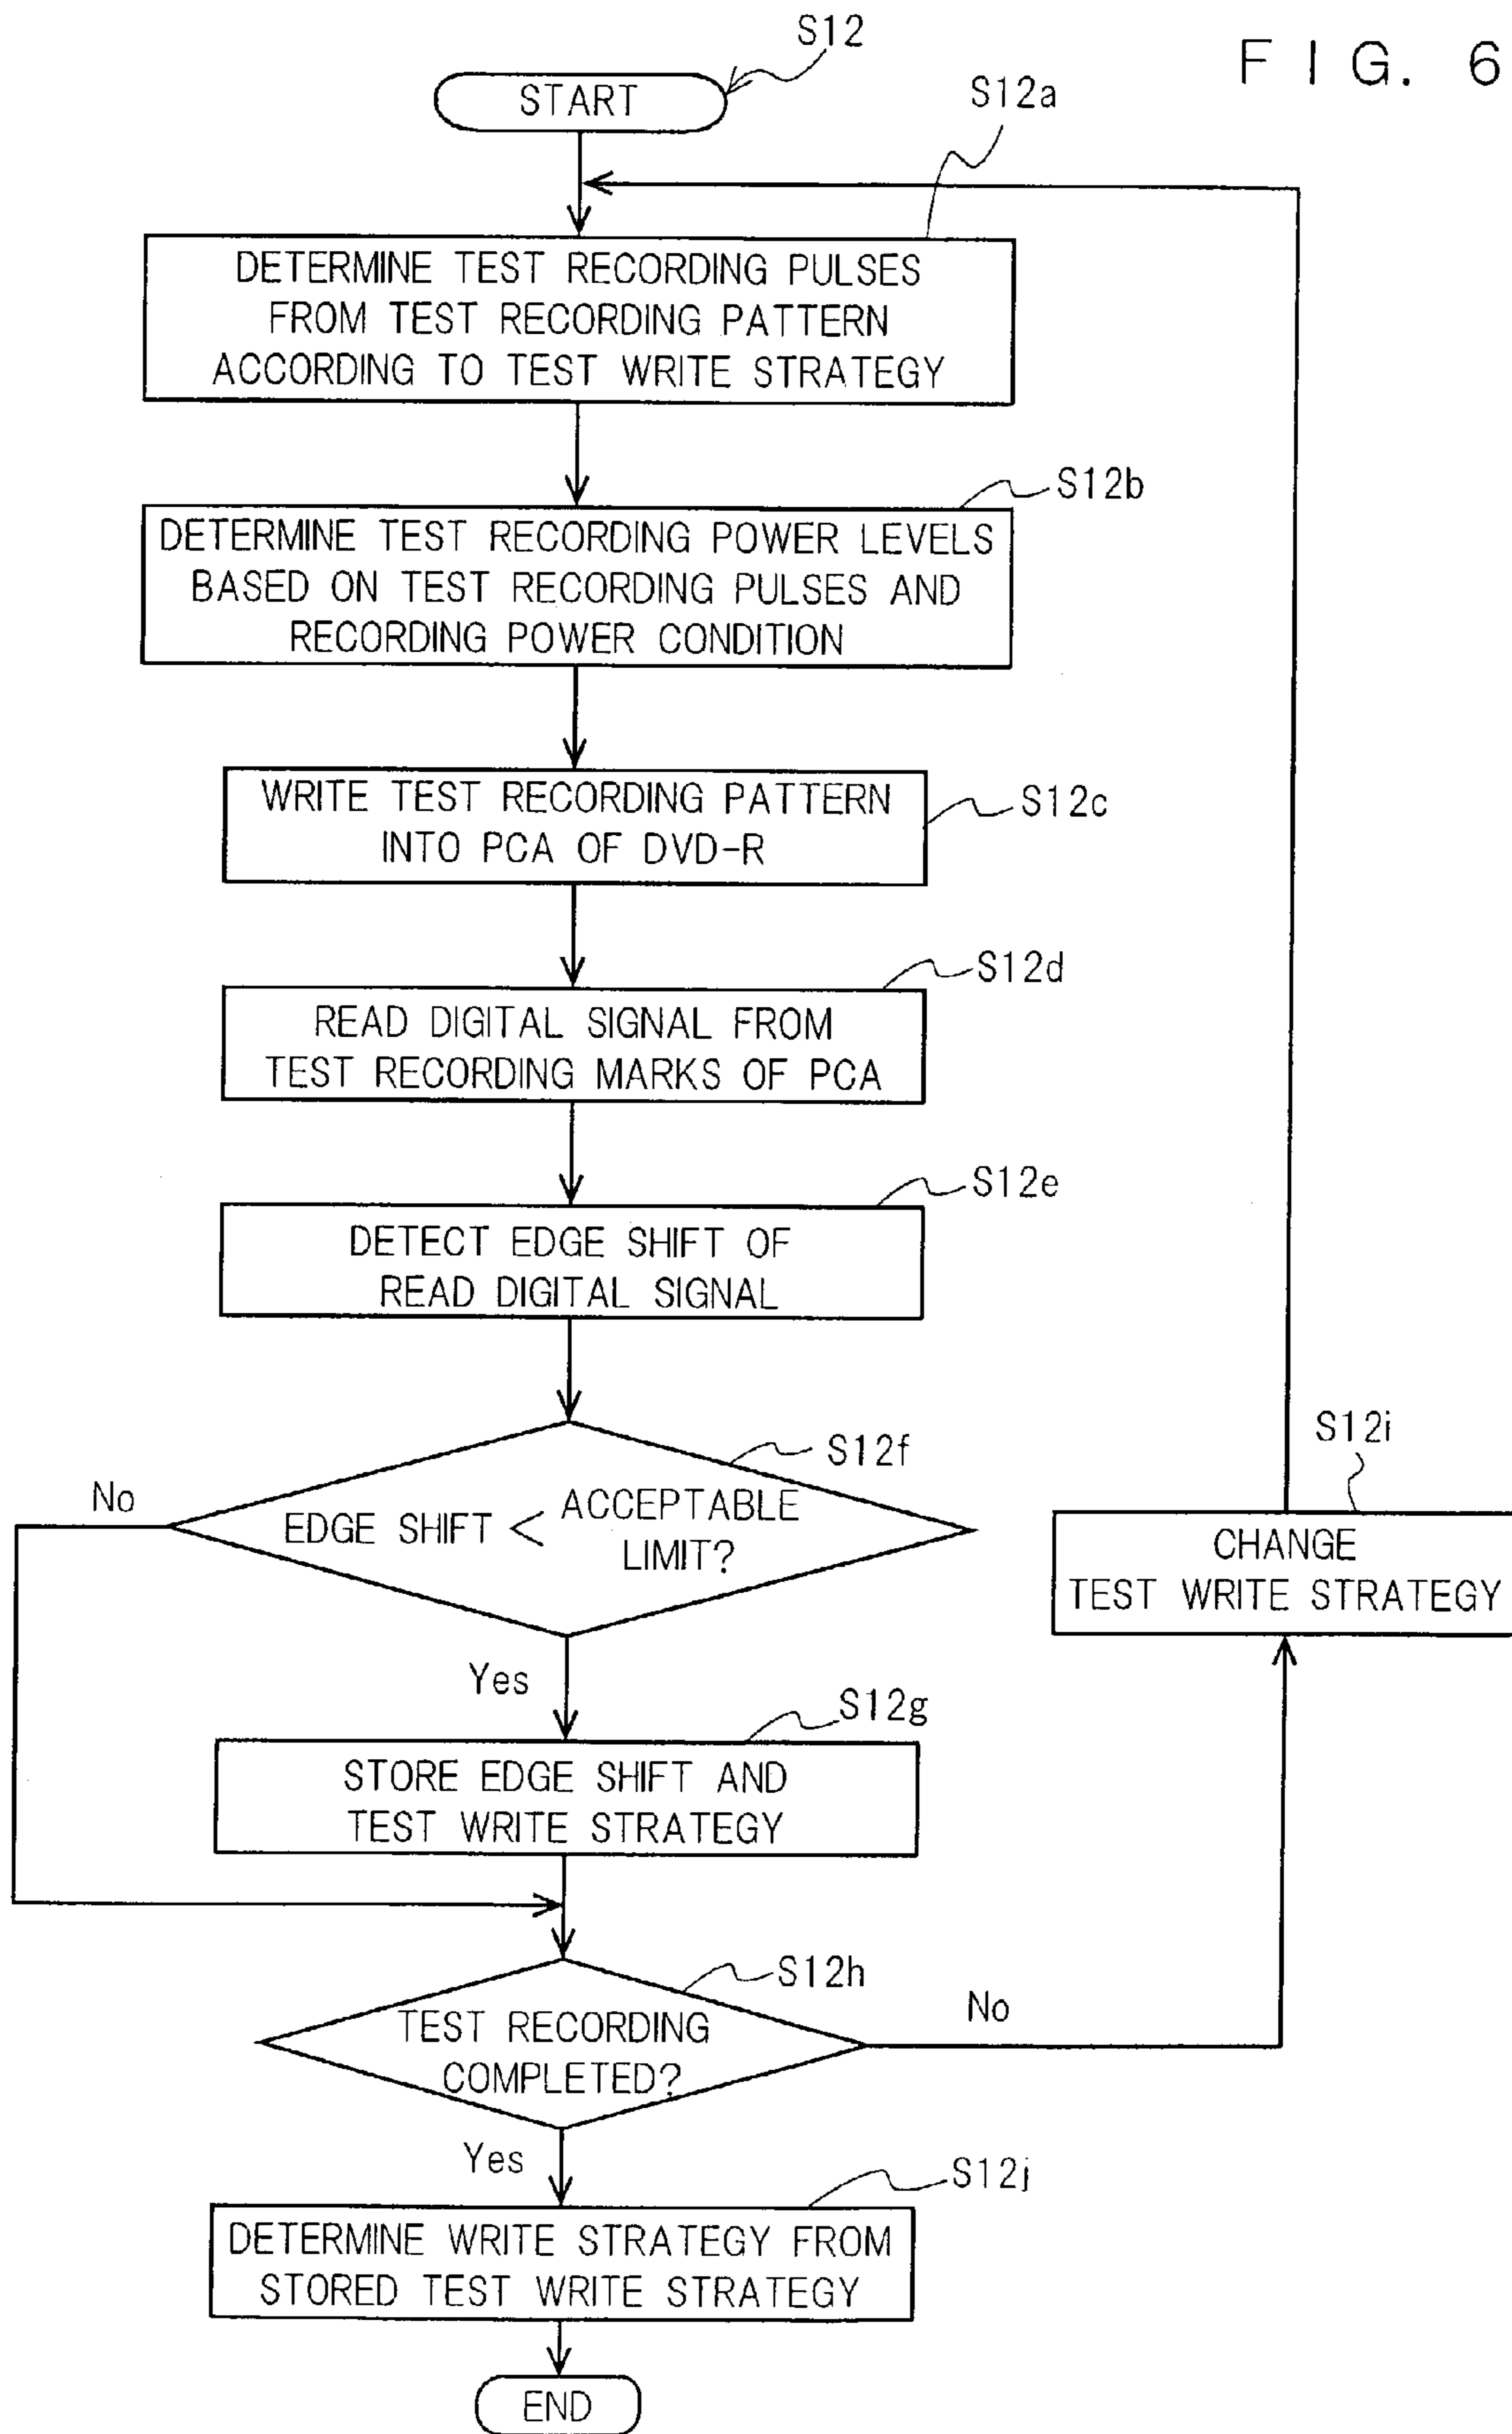 FIG. 6
S12
START
S12a
DETERMINE TEST RECORDING PULSES
FROM TEST RECORDING PATTERN
ACCORDING TO TEST WRITE STRATEGY
S12b
DETERMINE TEST RECORDING POWER LEVELS
BASED ON TEST RECORDING PULSES AND
RECORDING POWER CONDITION
WRITE TEST RECORDING PATTERN
INTO PCA OF DVD-R
S12c
S12d
READ DIGITAL SIGNAL FROM
TEST RECORDING MARKS OF PCA
S12e
DETECT EDGE SHIFT OF
READ DIGITAL SIGNAL
S12f
No
EDGE SHIFT < ACCEPTABLE
LIMIT?
S12i
CHANGE
TEST WRITE STRATEGY
Yes
S12g
STORE EDGE SHIFT AND
TEST WRITE STRATEGY
S12h
No
TEST RECORDING
COMPLETED?
Yes
S12j
DETERMINE WRITE STRATEGY FROM
STORED TEST WRITE STRATEGY
END